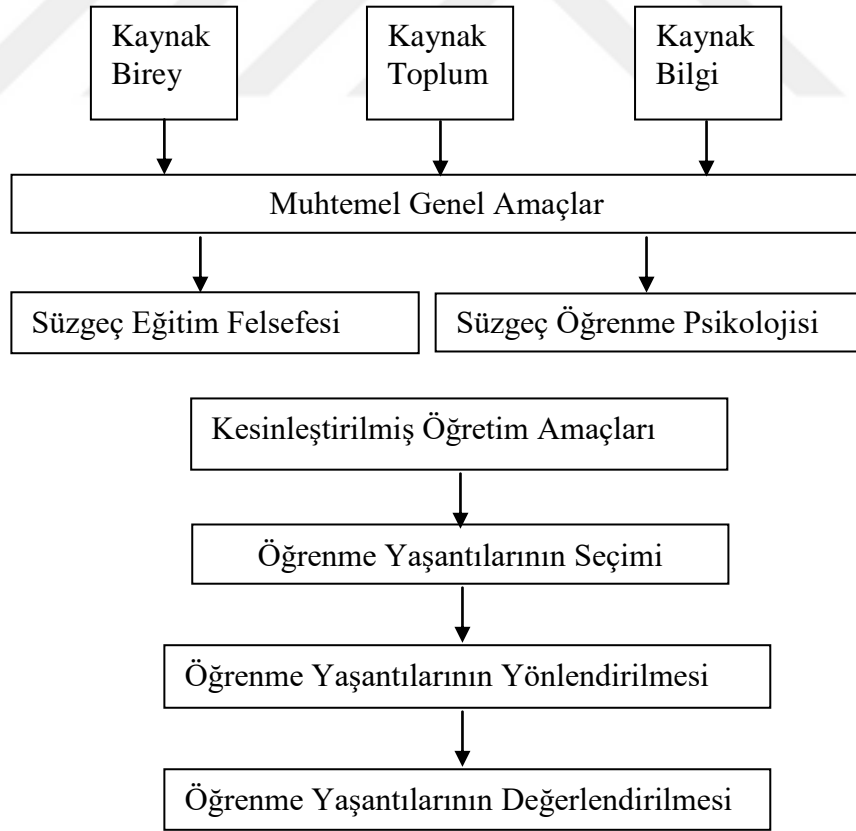 Kaynak
Birey
Kaynak
Toplum
Kaynak
Bilgi
Muhtemel Genel Amaçlar
Süzgeç Eğitim Felsefesi
Süzgeç Öğrenme Psikolojisi
Kesinleştirilmiş Öğretim Amaçları
Öğrenme Yaşantılarının Seçimi
Öğrenme Yaşantılarının Yönlendirilmesi
Öğrenme Yaşantılarının Değerlendirilmesi